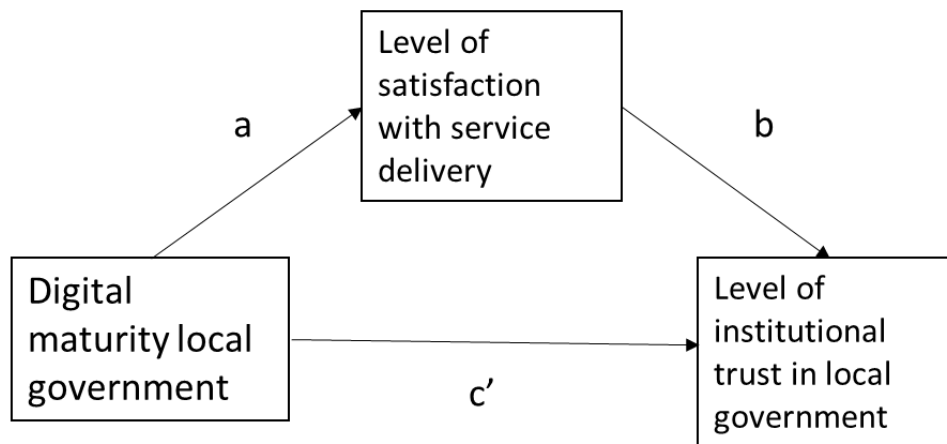 Level of
satisfaction
with service
delivery
a
b
Digital
maturity local
government
Level of
institutional
trust in local
government
c’